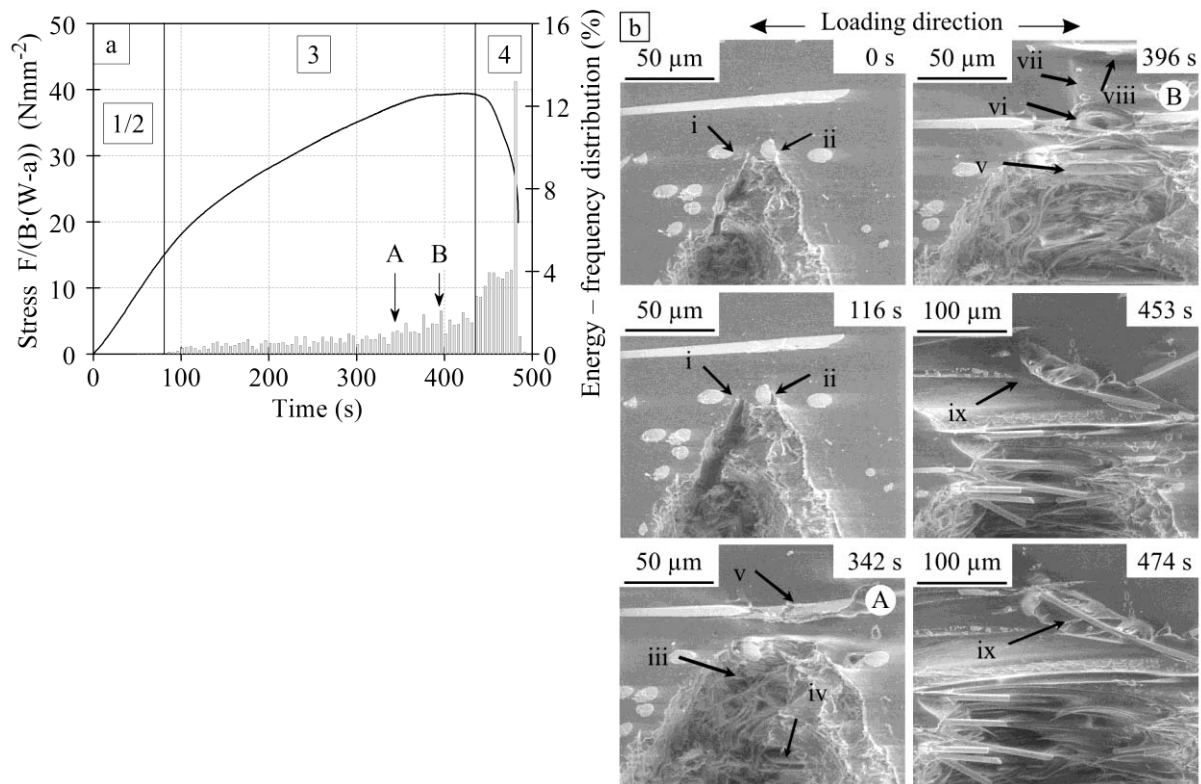 a
1/2
3
4
A
B
Stress F/(B·(W-a)) (Nmm-2)
50
40
30
20
10
0
0
100
200
300
400
500
Time (s)
16
12
8
4
0
Energy – frequency distribution (%)
b
Loading direction
50 µm
0 s
i
ii
50 µm
396 s
vii
viii
vi
B
v
50 µm
116 s
i
ii
100 µm
453 s
ix
50 µm
342 s
v
A
iii
iv
100 µm
474 s
ix